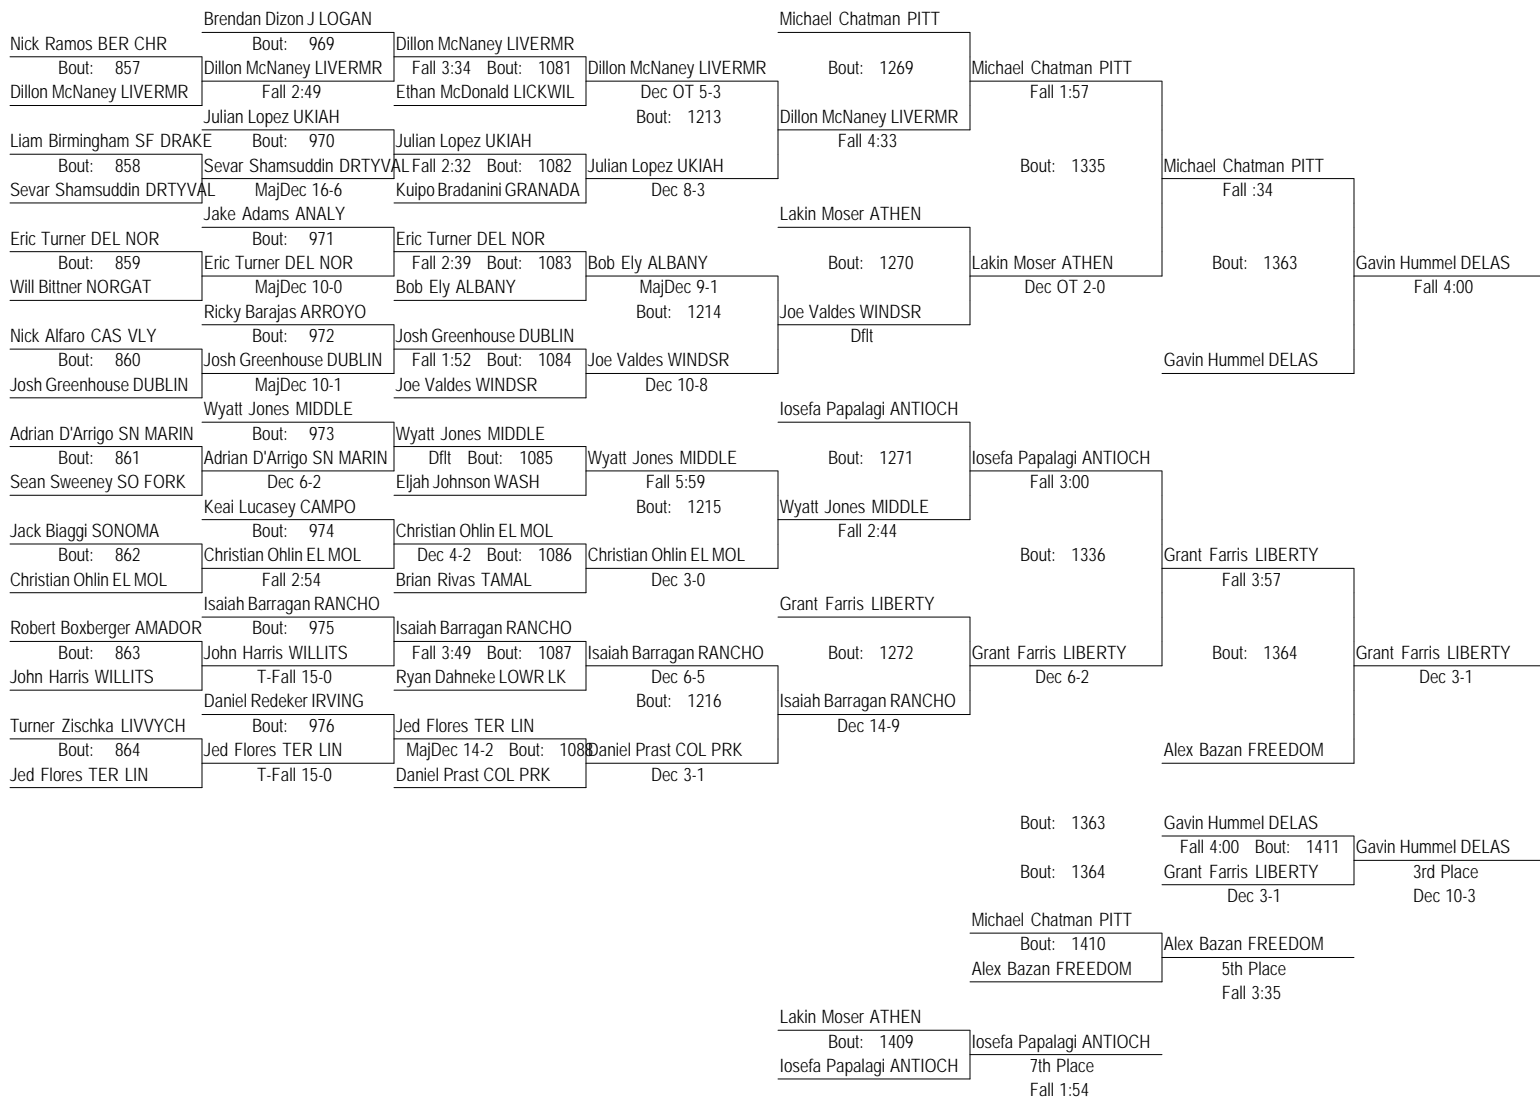 Brendan Dizon J LOGAN Michael Chatman PITT
Nick Ramos BER CHR Bout: 969 Dillon McNaney LIVERMR
Bout: 857 Dillon McNaney LIVERMR Fall 3:34 Bout: 1081 Dillon McNaney LIVERMR Bout: 1269 Michael Chatman PITT
Dillon McNaney LIVERMR Fall 2:49 Ethan McDonald LICKWIL Dec OT 5-3 Fall 1:57
Julian Lopez UKIAH Bout: 1213 Dillon McNaney LIVERMR
Liam Birmingham SF DRAKE Bout: 970 Julian Lopez UKIAH Fall 4:33
Bout: 858 Sevar Shamsuddin DRTYVAL Fall 2:32 Bout: 1082 Julian Lopez UKIAH Bout: 1335 Michael Chatman PITT
Sevar Shamsuddin DRTYVAL MajDec 16-6 Kuipo Bradanini GRANADA Dec 8-3 Fall :34
Jake Adams ANALY Lakin Moser ATHEN
Eric Turner DEL NOR Bout: 971 Eric Turner DEL NOR
Bout: 859 Eric Turner DEL NOR Fall 2:39 Bout: 1083 Bob Ely ALBANY Bout: 1270 Lakin Moser ATHEN Bout: 1363 Gavin Hummel DELAS
Will Bittner NORGAT MajDec 10-0 Bob Ely ALBANY MajDec 9-1 Dec OT 2-0 Fall 4:00
Ricky Barajas ARROYO Bout: 1214 Joe Valdes WINDSR
Nick Alfaro CAS VLY Bout: 972 Josh Greenhouse DUBLIN Dflt
Bout: 860 Josh Greenhouse DUBLIN Fall 1:52 Bout: 1084 Joe Valdes WINDSR Gavin Hummel DELAS
Josh Greenhouse DUBLIN MajDec 10-1 Joe Valdes WINDSR Dec 10-8
Wyatt Jones MIDDLE Iosefa Papalagi ANTIOCH
Adrian D'Arrigo SN MARIN Bout: 973 Wyatt Jones MIDDLE
Bout: 861 Adrian D'Arrigo SN MARIN Dflt Bout: 1085 Wyatt Jones MIDDLE Bout: 1271 Iosefa Papalagi ANTIOCH
Sean Sweeney SO FORK Dec 6-2 Eljah Johnson WASH Fall 5:59 Fall 3:00
Keai Lucasey CAMPO Bout: 1215 Wyatt Jones MIDDLE
Jack Biaggi SONOMA Bout: 974 Christian Ohlin EL MOL Fall 2:44
Bout: 862 Christian Ohlin EL MOL Dec 4-2 Bout: 1086 Christian Ohlin EL MOL Bout: 1336 Grant Farris LIBERTY
Christian Ohlin EL MOL Fall 2:54 Brian Rivas TAMAL Dec 3-0 Fall 3:57
Isaiah Barragan RANCHO Grant Farris LIBERTY
Robert Boxberger AMADOR Bout: 975 Isaiah Barragan RANCHO
Bout: 863 John Harris WILLITS Fall 3:49 Bout: 1087 Isaiah Barragan RANCHO Bout: 1272 Grant Farris LIBERTY Bout: 1364 Grant Farris LIBERTY
John Harris WILLITS T-Fall 15-0 Ryan Dahneke LOWR LK Dec 6-5 Dec 6-2 Dec 3-1
Daniel Redeker IRVING Bout: 1216 Isaiah Barragan RANCHO
Turner Zischka LIVVYCH Bout: 976 Jed Flores TER LIN Dec 14-9
Bout: 864 Jed Flores TER LIN MajDec 14-2 Bout: 1088 Daniel Prast COL PRK Alex Bazan FREEDOM
Jed Flores TER LIN T-Fall 15-0 Daniel Prast COL PRK Dec 3-1
Bout: 1363 Gavin Hummel DELAS
Fall 4:00 Bout: 1411 Gavin Hummel DELAS
Bout: 1364 Grant Farris LIBERTY 3rd Place
Dec 3-1 Dec 10-3
Michael Chatman PITT
Bout: 1410 Alex Bazan FREEDOM
Alex Bazan FREEDOM 5th Place
Fall 3:35
Lakin Moser ATHEN
Bout: 1409 Iosefa Papalagi ANTIOCH
Iosefa Papalagi ANTIOCH 7th Place
Fall 1:54